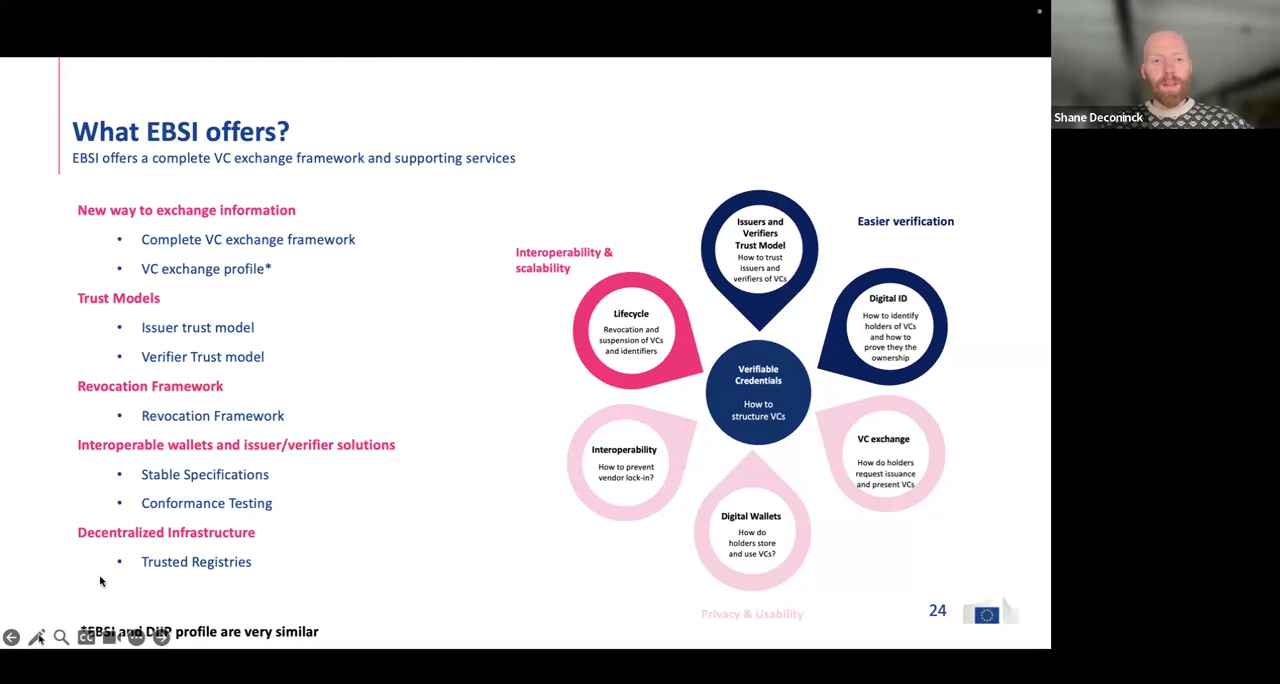 What EBSI offers?
EBSI offers a complete VC exchange framework and supporting services
New way to exchange information
• Complete VC exchange framework
• VC exchange profile*
Trust Models
• Issuer trust model
• Verifier Trust model
Revocation Framework
• Revocation Framework
Interoperable wallets and issuer/verifier solutions
• Stable Specifications
• Conformance Testing
Decentralized Infrastructure
• Trusted Registries
*EBSI and DIIP profile are very similar
Interoperability &
scalability
Easier verification
Issuers and
Verifiers
Trust Model
How to trust
issuers and
verifiers of VCs
Digital ID
How to identify
holders of VCs
and how to
prove they the
ownership
VC exchange
How do holders
request issuance
and present VCs
Digital Wallets
How do
holders store
and use VCs?
Interoperability
How to prevent
vendor lock-in?
Lifecycle
Revocation and
suspension of VCs
and identifiers
Verifiable
Credentials
How to
structure VCs
Privacy & Usability
24
CC
Shane Deconinck